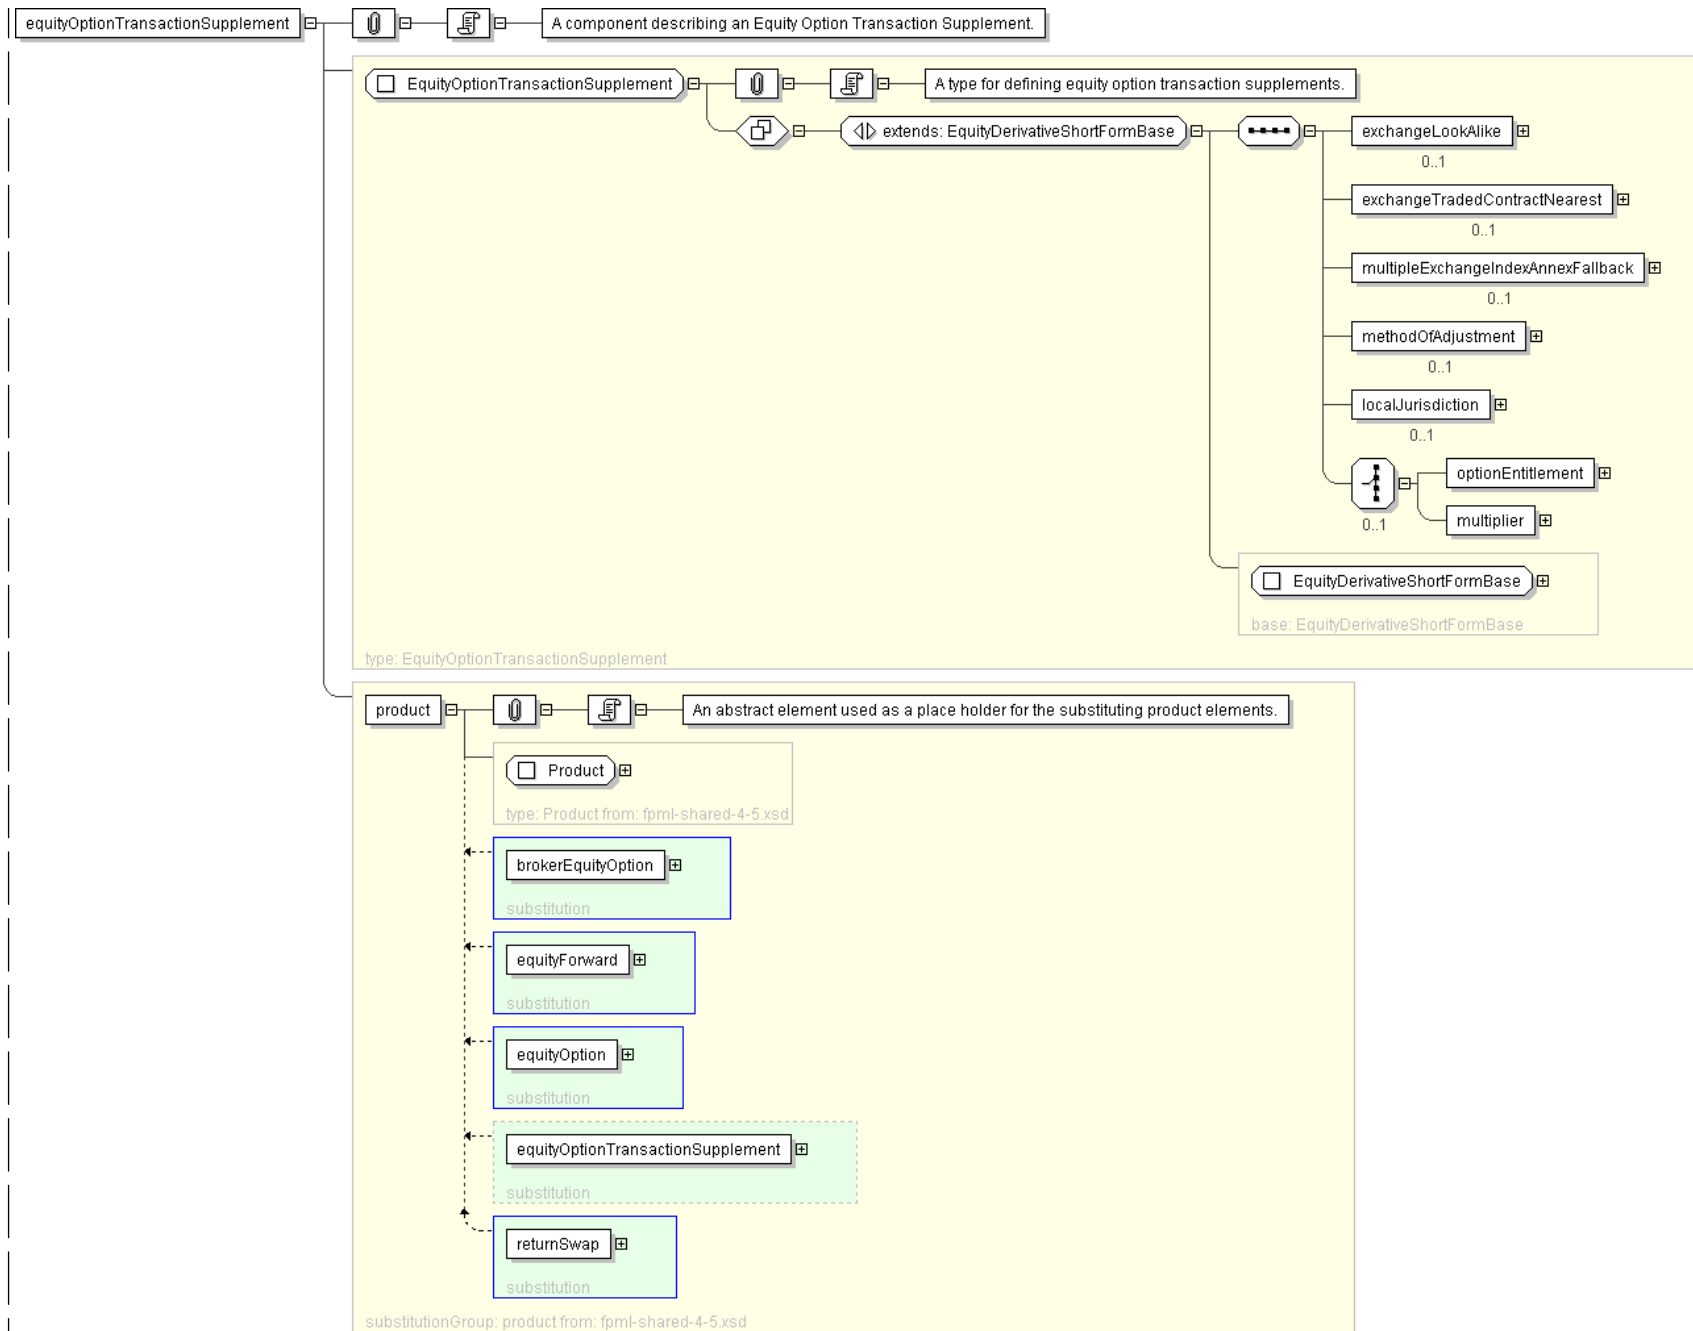 equityOptionTransactionSupplement
A component describing an Equity Option Transaction Supplement.
EquityOptionTransactionSupplement
A type for defining equity option transaction supplements.
extends: EquityDerivativeShortFormBase
exchangeLookAlike
0..1
exchangeTradedContractNearest
0..1
multipleExchangeIndexAnnexFallback
0..1
methodOfAdjustment
0..1
localJurisdiction
0..1
optionEntitlement
0..1
multiplier
EquityDerivativeShortFormBase
base: EquityDerivativeShortFormBase
type: EquityOptionTransactionSupplement
product
An abstract element used as a place holder for the substituting product elements.
Product
type: Product from: fpml-shared-4-5.xsd
brokerEquityOption
substitution
equityForward
substitution
equityOption
substitution
equityOptionTransactionSupplement
substitution
returnSwap
substitution
substitutionGroup: product from: fpml-shared-4-5.xsd